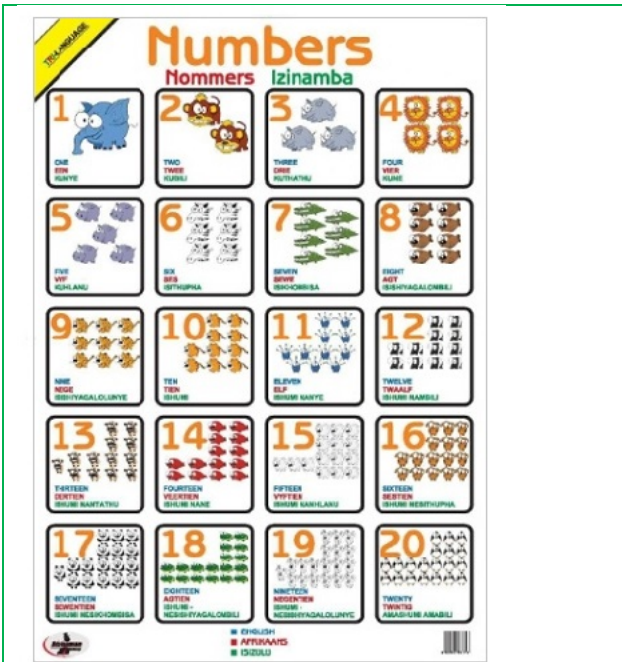 TRI-LANGUAGE
Numbers
Nommers Izinamba
1
ONE
EEN
KUNYE
2
TWO
TWEE
KUBILI
3
THREE
DRIE
KUTHATHU
4
FOUR
VIER
KUNE
5
FIVE
VYF
KUHLANU
6
SIX
SES
ISITHUPHA
7
SEVEN
SEWE
ISIKHOMBISA
8
EIGHT
AGT
ISISHIYAGALOMBILI
9
NINE
NEGE
ISISHIYAGALOLUNYE
10
TEN
TIEN
ISHUMI
11
ELEVEN
ELF
ISHUMI NANYE
12
TWELVE
TWAALF
ISHUMI NAMBILI
13
THIRTEEN
DERTIEN
ISHUMI NANTATHU
14
FOURTEEN
VEERTIEN
ISHUMI NANE
15
FIFTEEN
VYFTIEN
ISHUMI NANHLANU
16
SIXTEEN
SESTIEN
ISHUMI NESITHUPHA
17
SEVENTEEN
SEWENTIEN
ISHUMI NESIKHOMBISA
18
EIGHTEEN
AGTIEN
ISHUMI -
NESISHIYAGALOMBILI
19
NINETEEN
NEGENTIEN
ISHUMI -
NESISHIYAGALOLUNYE
20
TWENTY
TWINTIG
AMASHUMI AMABILI
ENGLISH
AFRIKAANS
ISIZULU